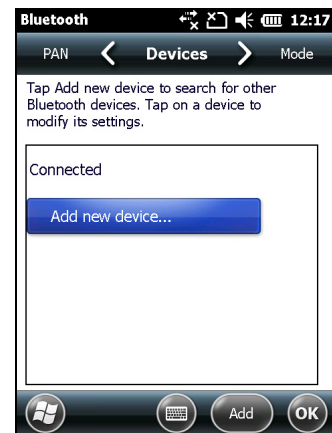 Bluetooth 12:17
PAN Devices Mode
Tap Add new device to search for other
Bluetooth devices. Tap on a device to
modify its settings.
Connected
Add new device...
Add OK